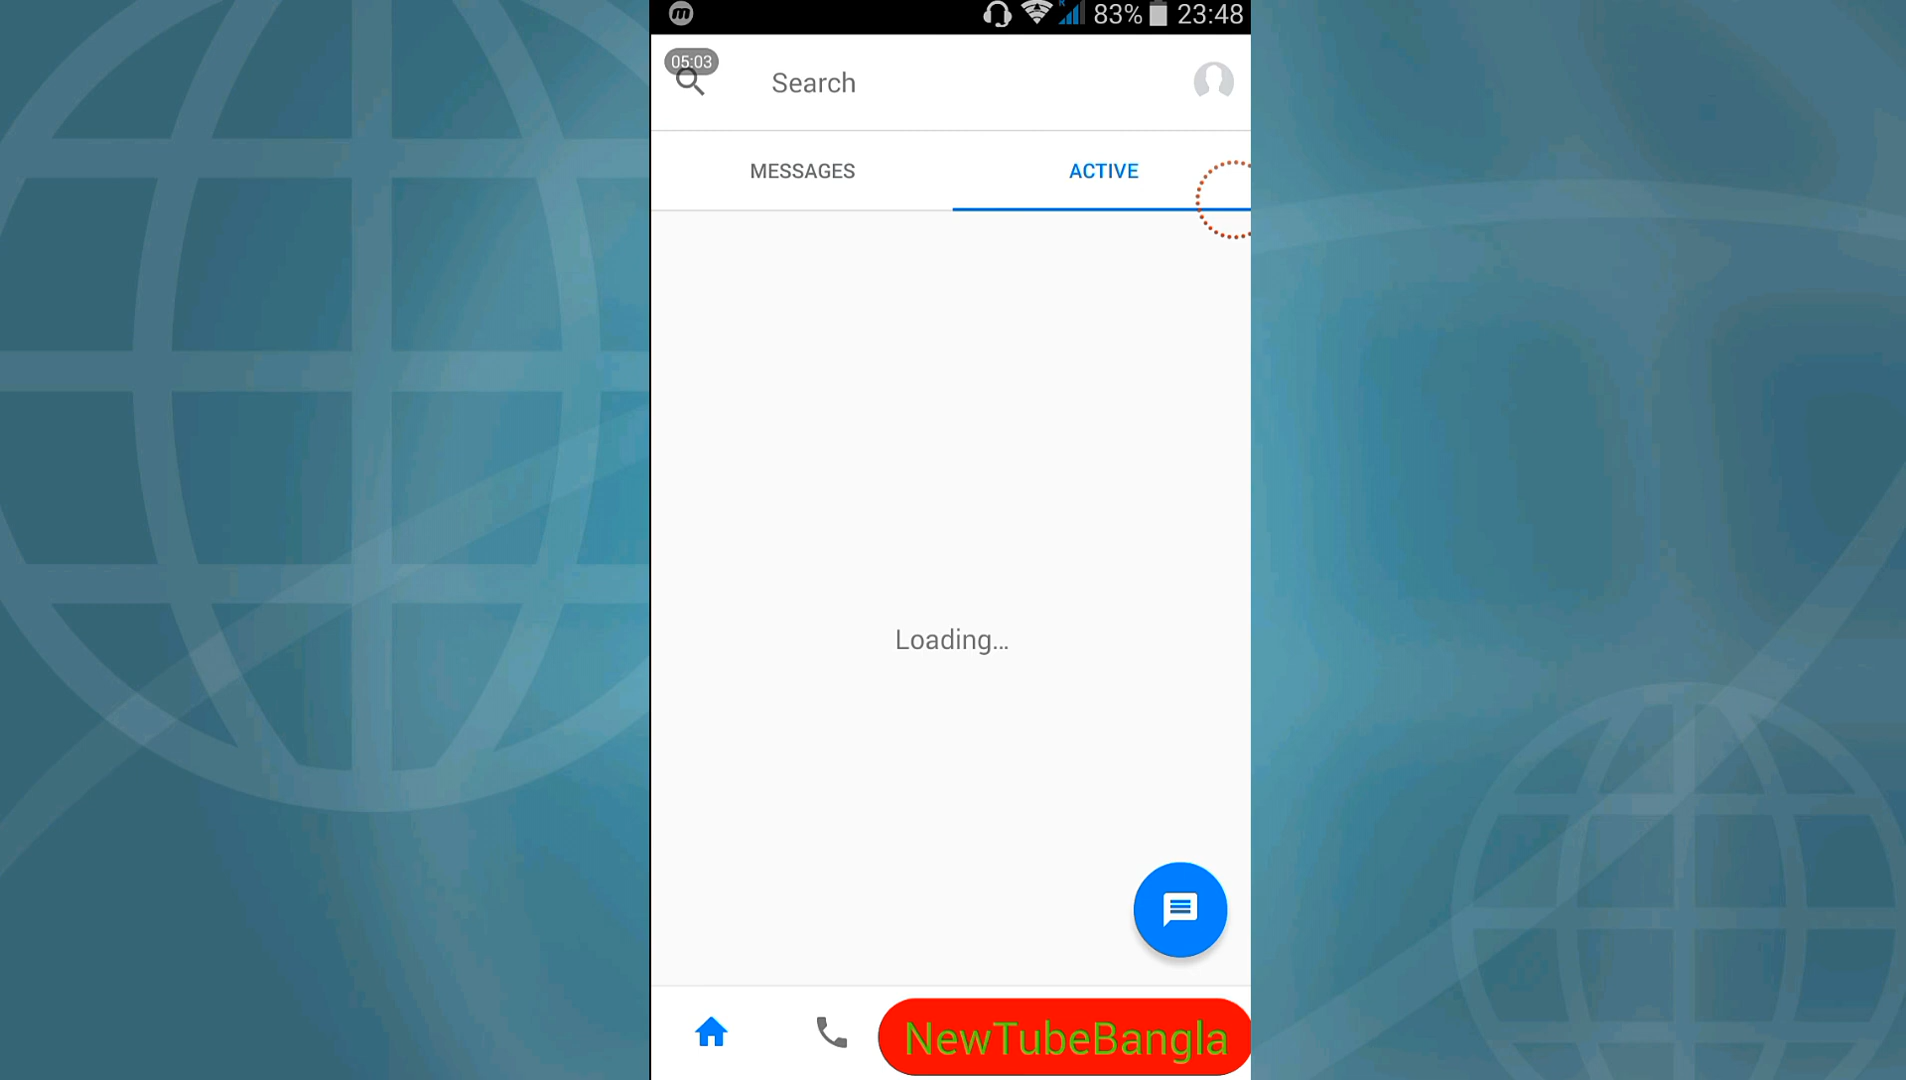 83% 23:48
05:03
Search
MESSAGES ACTIVE
Loading...
NewTubeBangla